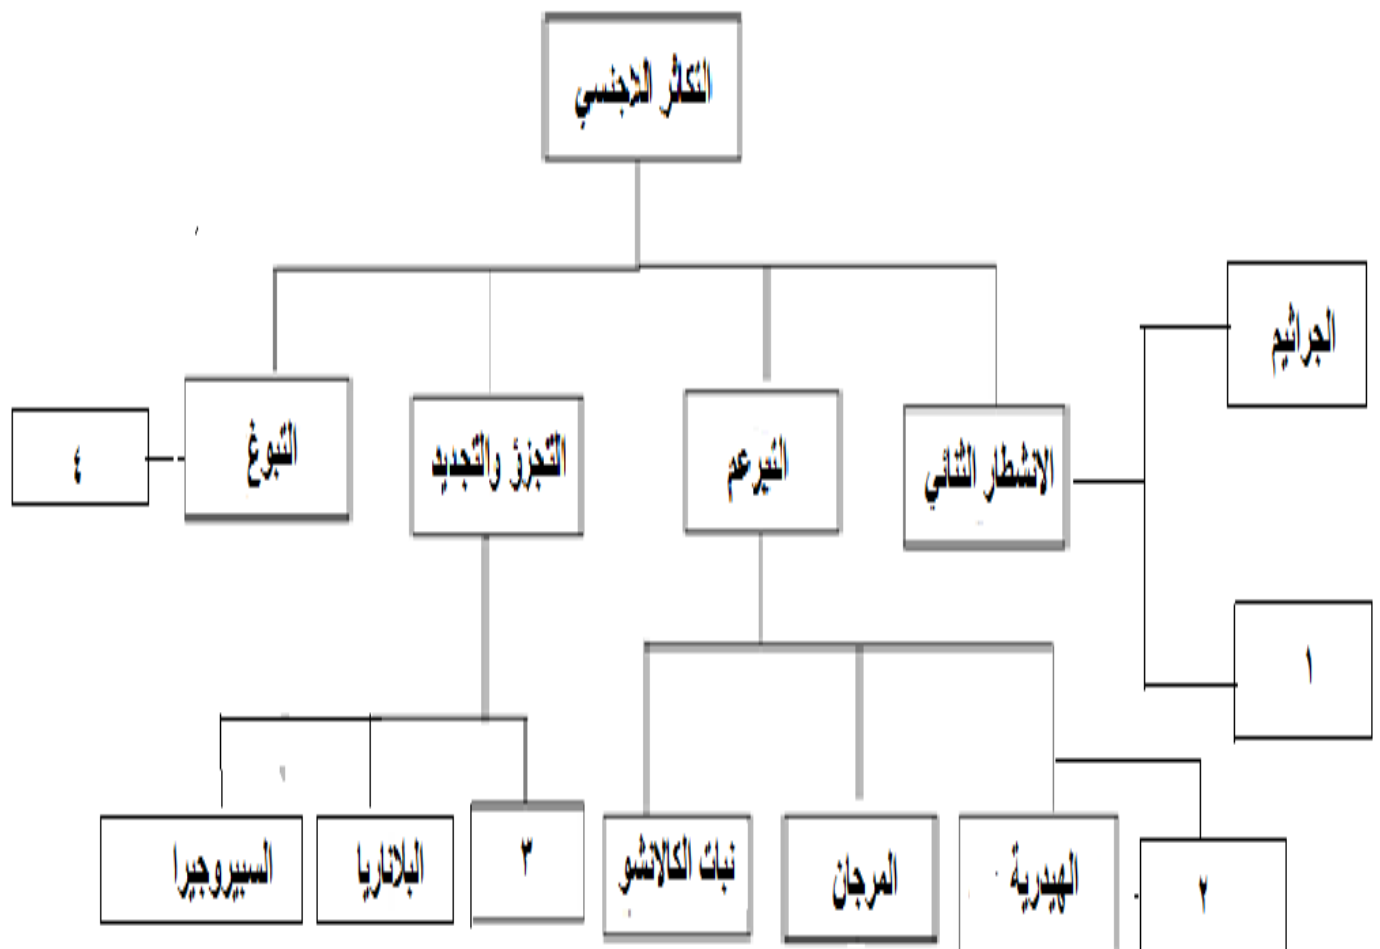 التكاثر اللاجنسي
الجراثيم
الانشطار الثنائي
التبرعم
التجزؤ والتجديد
التبوغ
٤
١
٢
الهيدرية
المرجان
نبات الكالانشو
٣
البلاناريا
السبيروجيرا